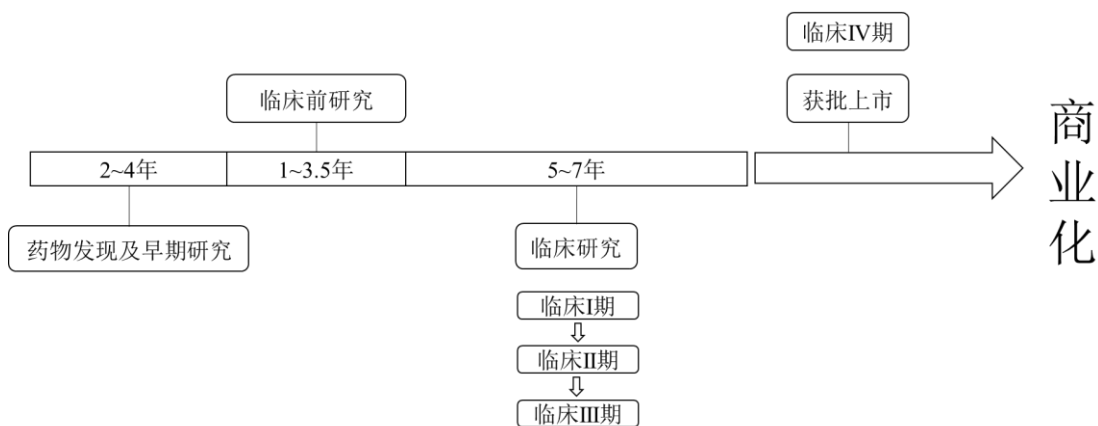 临床IV期
获批上市
临床前研究
2~4年
1~3.5年
5~7年
商业化
药物发现及早期研究
临床研究
临床I期
临床II期
临床III期